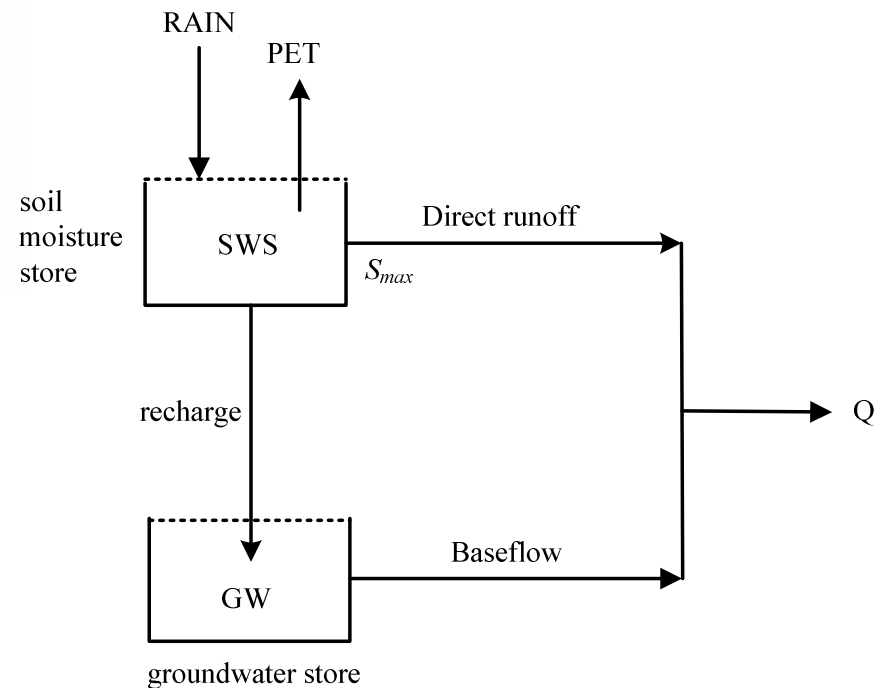 RAIN
PET
soil
moisture
store
SWS
Direct runoff
Smax
recharge
Q
Baseflow
GW
groundwater store